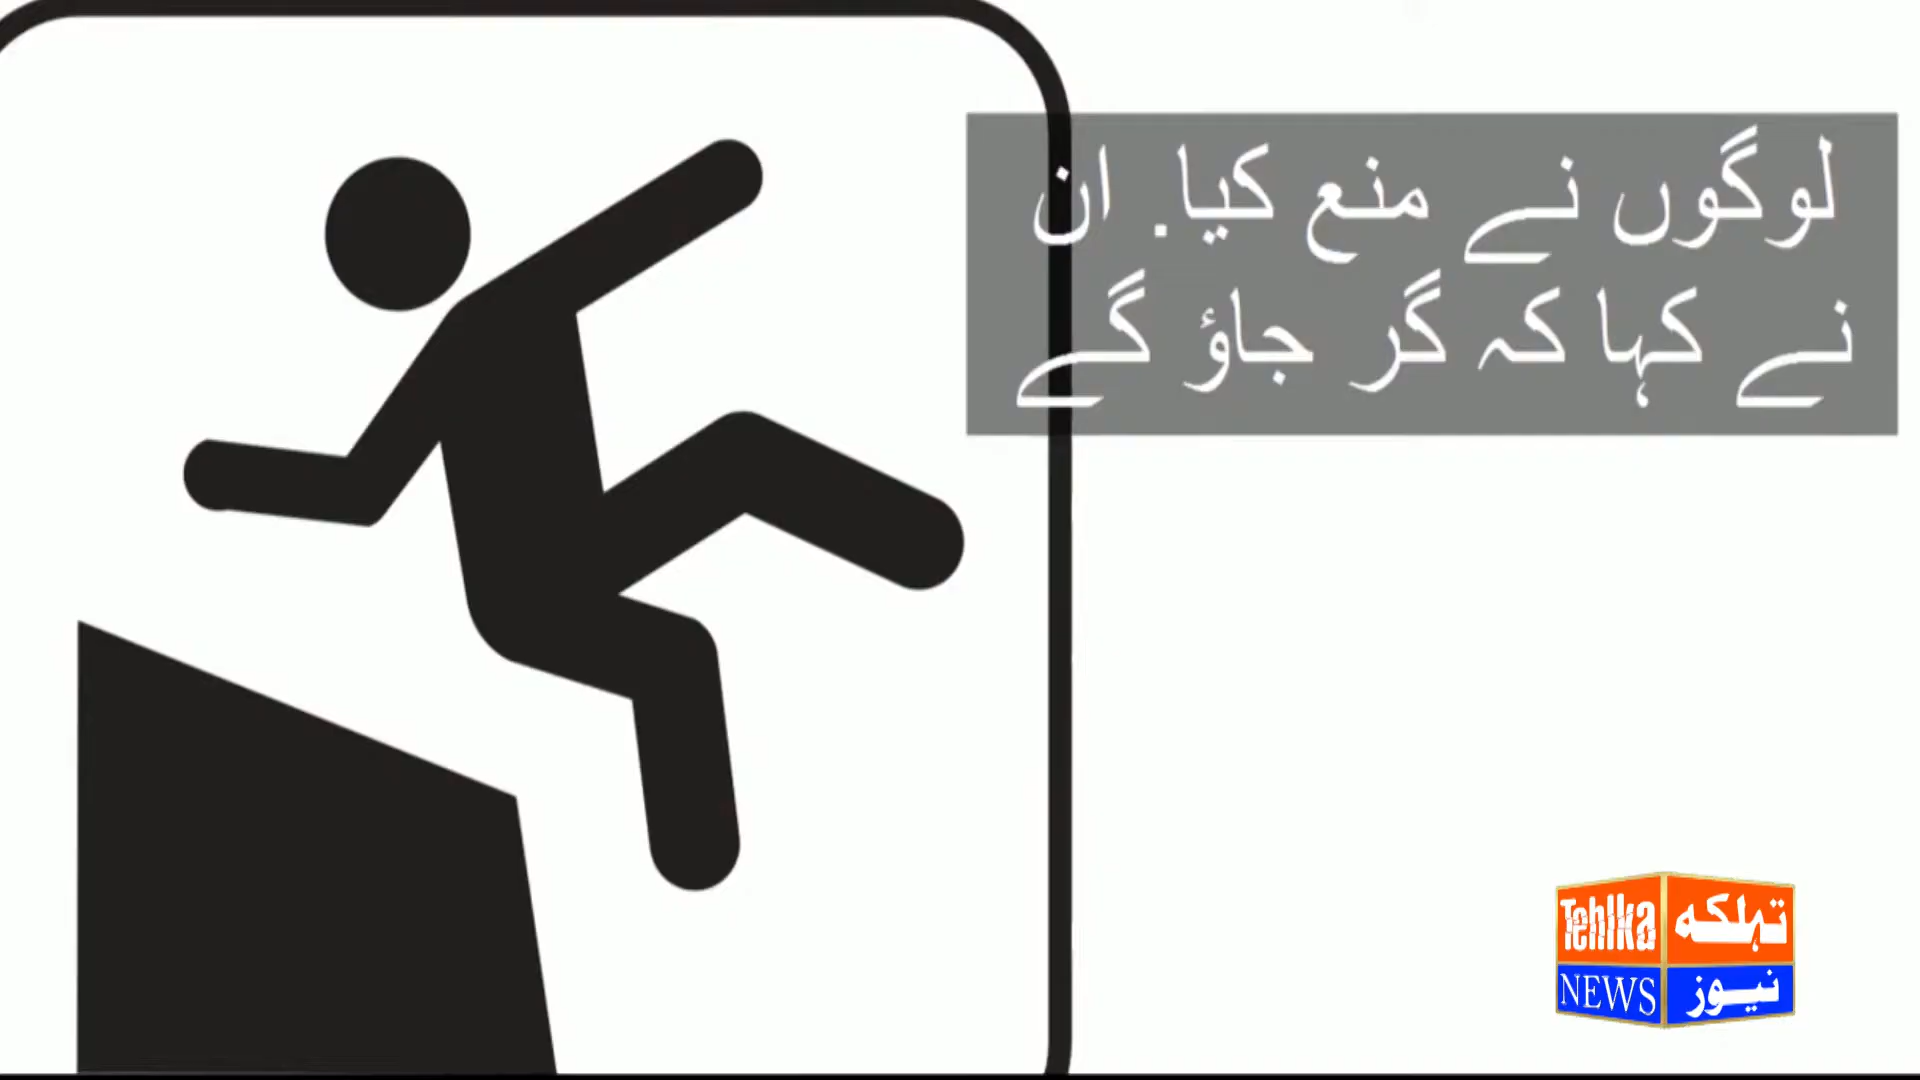 لوگوں نے منع کیا. ان
نے کہا کہ گر جاؤ گے
Tehlka تہلکہ
NEWS نیوز